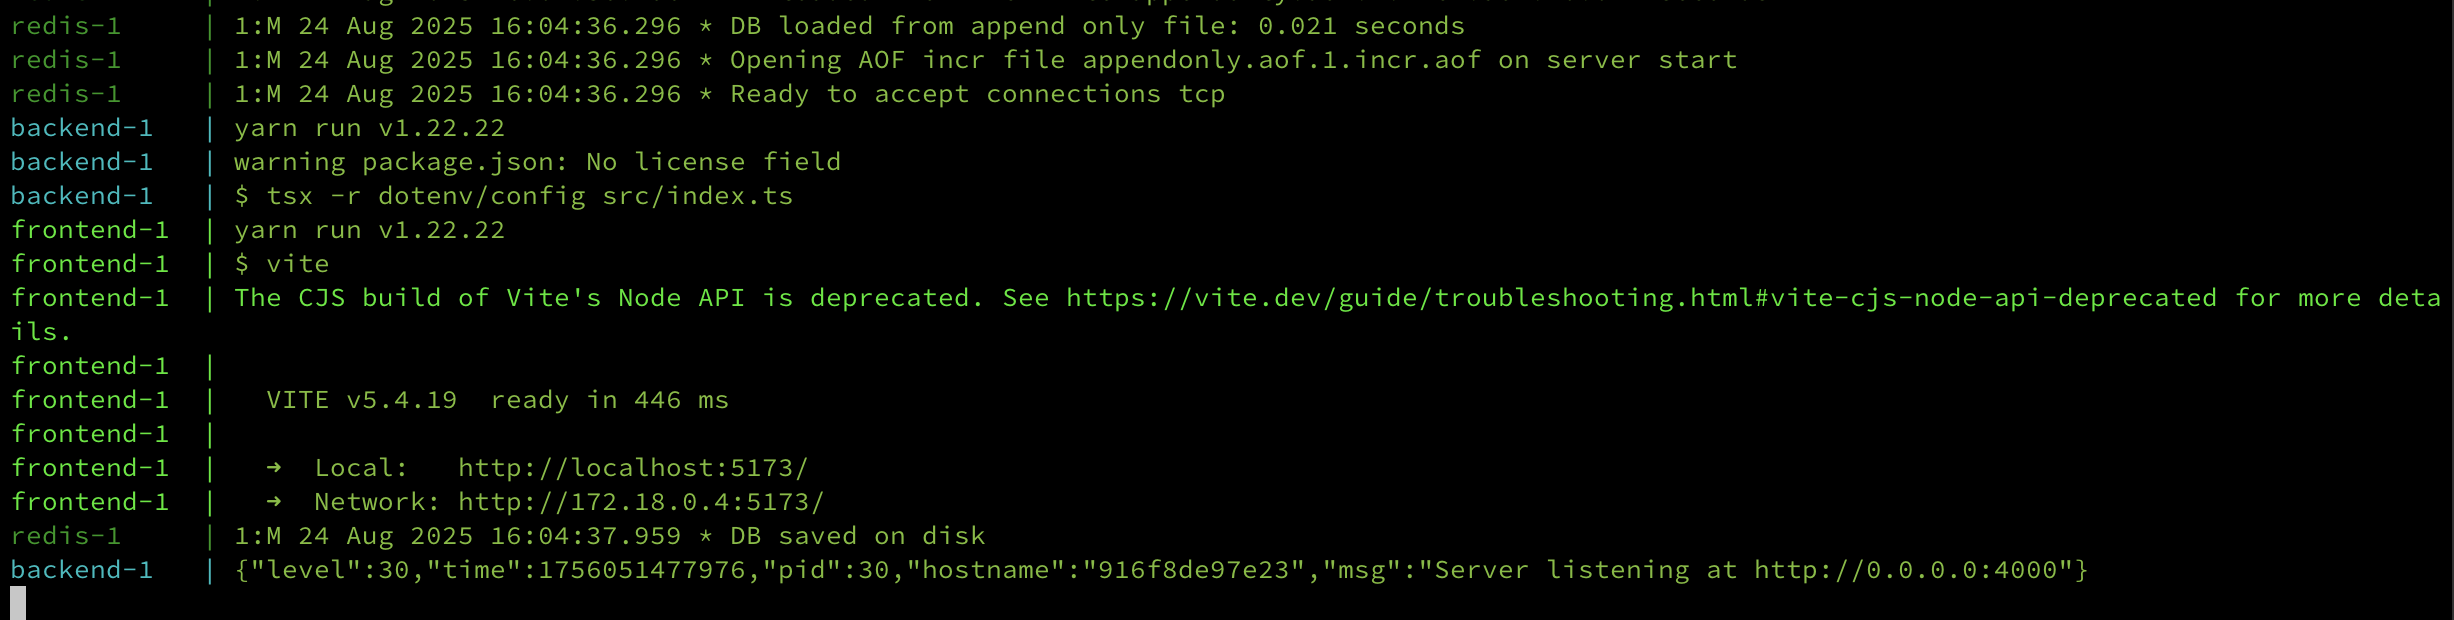 redis-1     | 1:M 24 Aug 2025 16:04:36.296 * DB loaded from append only file: 0.021 seconds
redis-1     | 1:M 24 Aug 2025 16:04:36.296 * Opening AOF incr file appendonly.aof.1.incr.aof on server start
redis-1     | 1:M 24 Aug 2025 16:04:36.296 * Ready to accept connections tcp
backend-1   | yarn run v1.22.22
backend-1   | warning package.json: No license field
backend-1   | $ tsx -r dotenv/config src/index.ts
frontend-1  | yarn run v1.22.22
frontend-1  | $ vite
frontend-1  | The CJS build of Vite's Node API is deprecated. See https://vite.dev/guide/troubleshooting.html#vite-cjs-node-api-deprecated for more deta
ils.
frontend-1  |
frontend-1  |   VITE v5.4.19  ready in 446 ms
frontend-1  |
frontend-1  |   ➜  Local:   http://localhost:5173/
frontend-1  |   ➜  Network: http://172.18.0.4:5173/
redis-1     | 1:M 24 Aug 2025 16:04:37.959 * DB saved on disk
backend-1   | {"level":30,"time":1756051477976,"pid":30,"hostname":"916f8de97e23","msg":"Server listening at http://0.0.0.0:4000"}